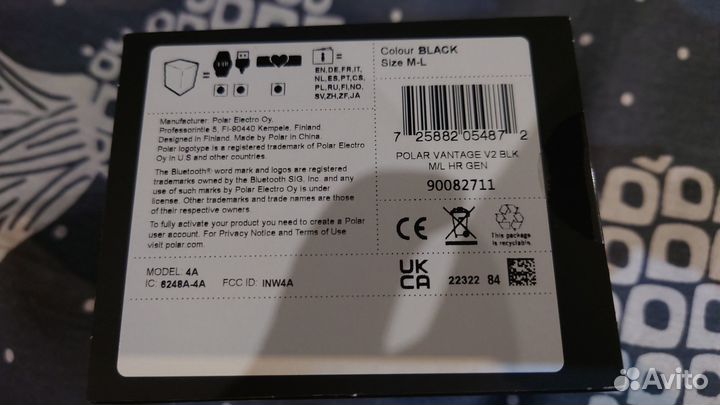 EN,DE,FR,IT,
NL,ES,PT,CS,
PL,RU,FI,NO,
SV,ZH,ZF,JA
Colour BLACK
Size M-L
7 25882 05487 2
POLAR VANTAGE V2 BLK
M/L HR GEN
90082711
Manufacturer: Polar Electro Oy.
Professorintie 5, FI-90440 Kempele, Finland.
Designed in Finland. Made by Polar in China.
Polar logotype is a registered trademark of Polar Electro
Oy in U.S and other countries.
The Bluetooth® word mark and logos are registered
trademarks owned by the Bluetooth SIG, Inc. and any
use of such marks by Polar Electro Oy is under
license. Other trademarks and trade names are those
of their respective owners.
To fully activate your product you need to create a Polar
user account. For Privacy Notice and Terms of Use
visit polar.com.
CE
This package
is recyclable.
MODEL: 4A
IC: 6248A-4A FCC ID: INW4A
UK
CA
22322 84
Avito